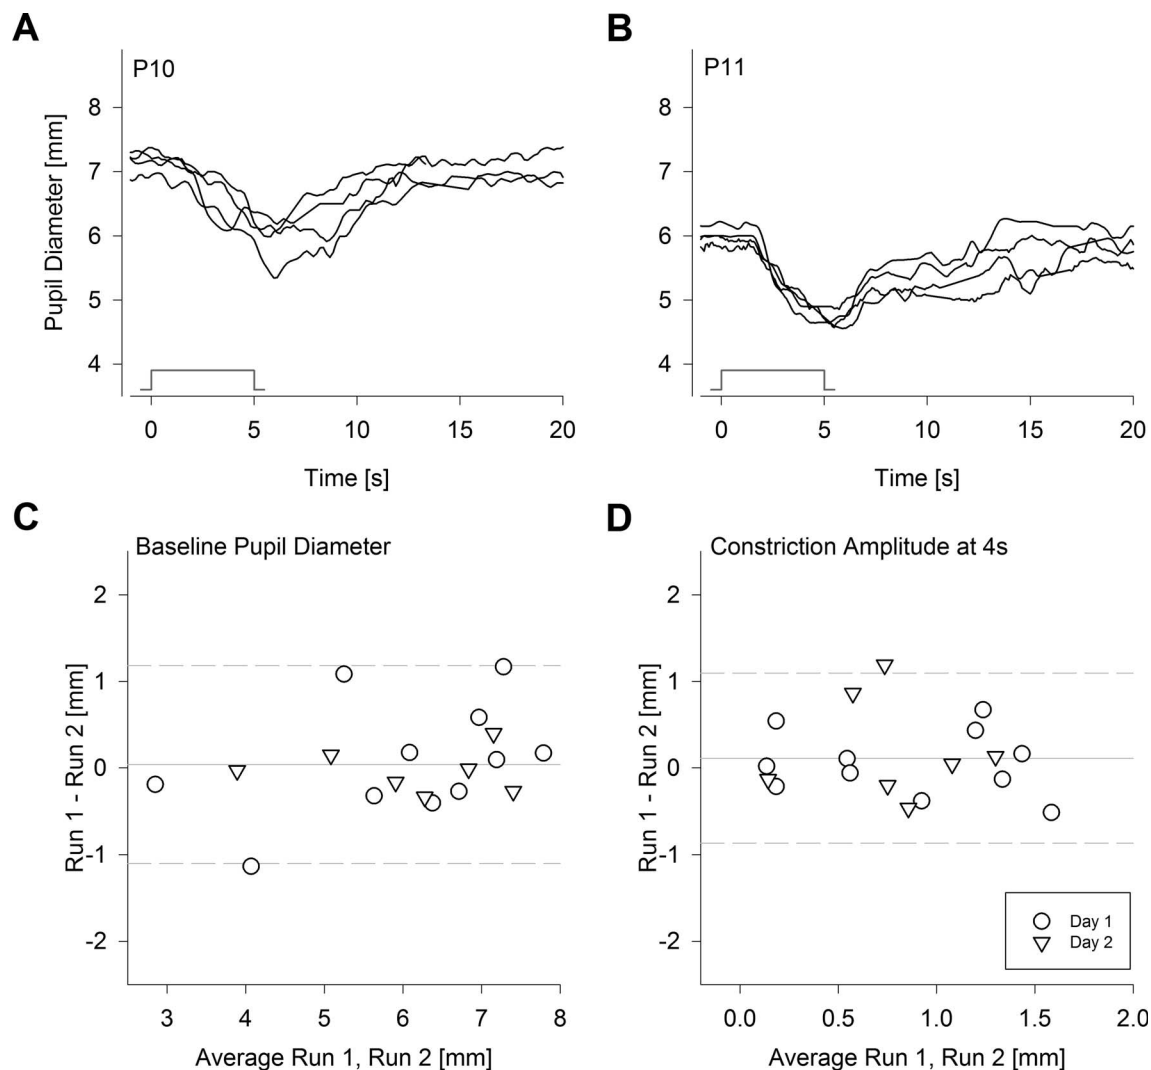 A
P10
8
7
6
5
4
Pupil Diameter [mm]
0 5 10 15 20
Time [s]
B
P11
8
7
6
5
4
0 5 10 15 20
Time [s]
C
Baseline Pupil Diameter
2
1
0
-1
-2
Run 1 - Run 2 [mm]
3 4 5 6 7 8
Average Run 1, Run 2 [mm]
D
Constriction Amplitude at 4s
2
1
0
-1
-2
Run 1 - Run 2 [mm]
Day 1
Day 2
0.0 0.5 1.0 1.5 2.0
Average Run 1, Run 2 [mm]